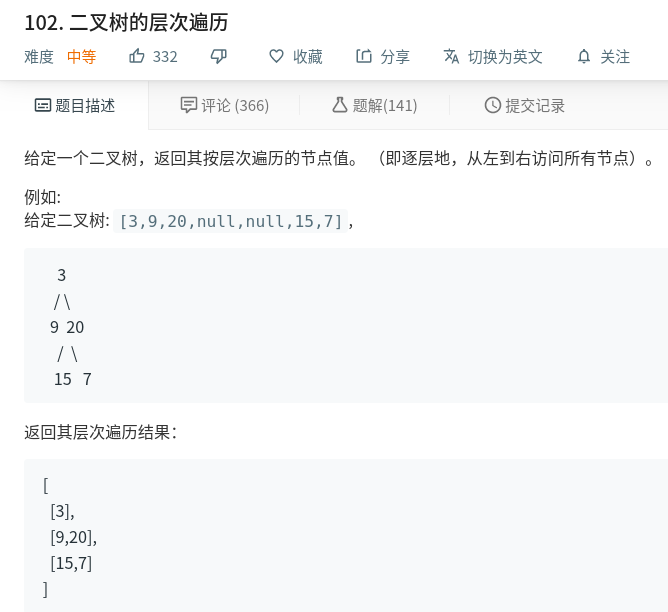 102. 二叉树的层次遍历
难度 中等 332 收藏 分享 切换为英文 关注
题目描述 评论 (366) 题解(141) 提交记录
给定一个二叉树，返回其按层次遍历的节点值。 （即逐层地，从左到右访问所有节点）。
例如:
给定二叉树: [3,9,20,null,null,15,7],
3
/ \
9 20
/ \
15 7
返回其层次遍历结果：
[
[3],
[9,20],
[15,7]
]